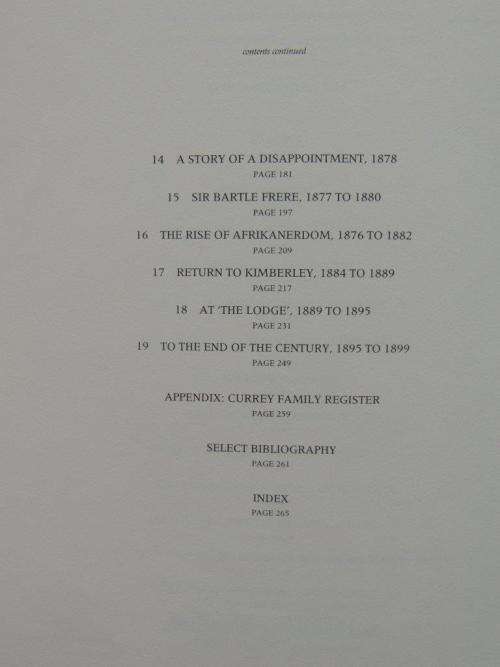 contents continued
14 A STORY OF A DISAPPOINTMENT, 1878
PAGE 181
15 SIR BARTLE FRERE, 1877 TO 1880
PAGE 197
16 THE RISE OF AFRIKANERDOM, 1876 TO 1882
PAGE 209
17 RETURN TO KIMBERLEY, 1884 TO 1889
PAGE 217
18 AT ‘THE LODGE’, 1889 TO 1895
PAGE 231
19 TO THE END OF THE CENTURY, 1895 TO 1899
PAGE 249
APPENDIX: CURREY FAMILY REGISTER
PAGE 259
SELECT BIBLIOGRAPHY
PAGE 261
INDEX
PAGE 265